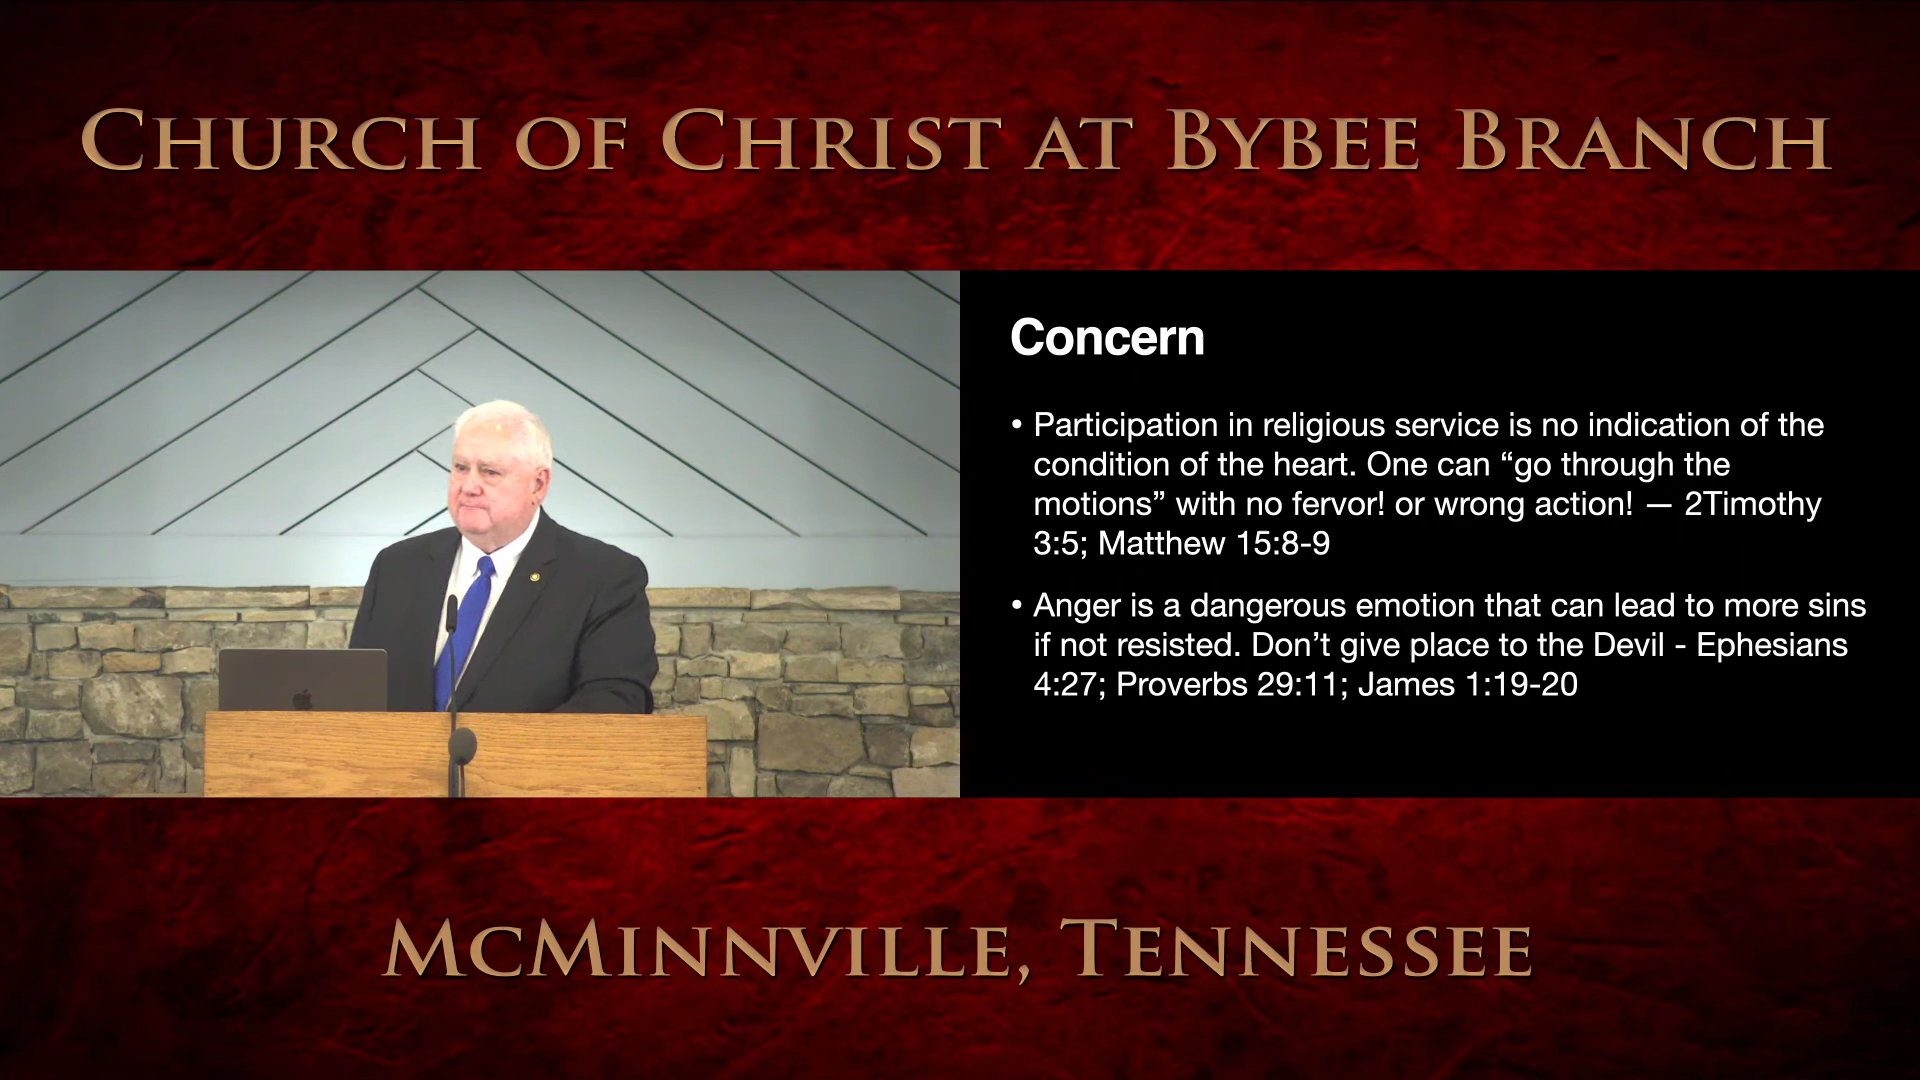 CHURCH OF CHRIST AT BYBEE BRANCH
Concern
• Participation in religious service is no indication of the
condition of the heart. One can “go through the
motions” with no fervor! or wrong action! — 2Timothy
3:5; Matthew 15:8-9
• Anger is a dangerous emotion that can lead to more sins
if not resisted. Don’t give place to the Devil - Ephesians
4:27; Proverbs 29:11; James 1:19-20
MCMINNVILLE, TENNESSEE